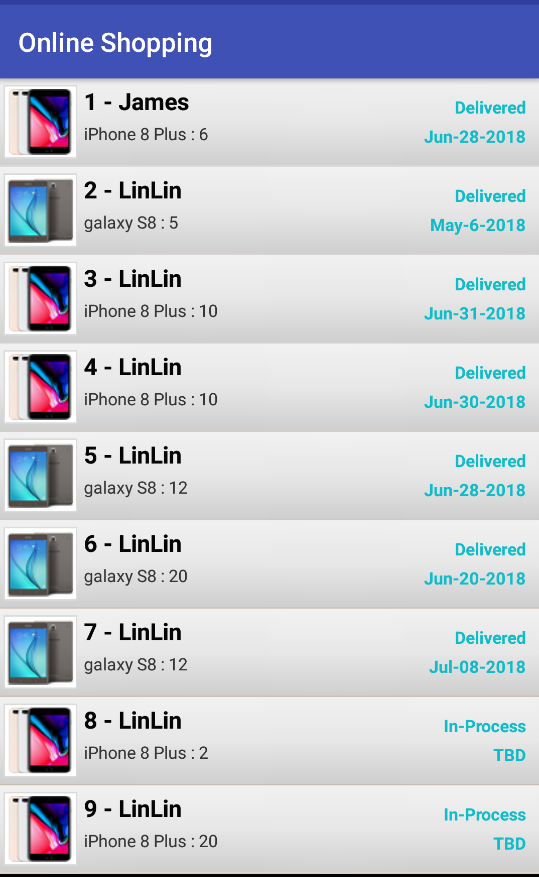 Online Shopping
1 - James
Delivered
iPhone 8 Plus : 6
Jun-28-2018
2 - LinLin
Delivered
galaxy S8 : 5
May-6-2018
3 - LinLin
Delivered
iPhone 8 Plus : 10
Jun-31-2018
4 - LinLin
Delivered
iPhone 8 Plus : 10
Jun-30-2018
5 - LinLin
Delivered
galaxy S8 : 12
Jun-28-2018
6 - LinLin
Delivered
galaxy S8 : 20
Jun-20-2018
7 - LinLin
Delivered
galaxy S8 : 12
Jul-08-2018
8 - LinLin
In-Process
iPhone 8 Plus : 2
TBD
9 - LinLin
In-Process
iPhone 8 Plus : 20
TBD